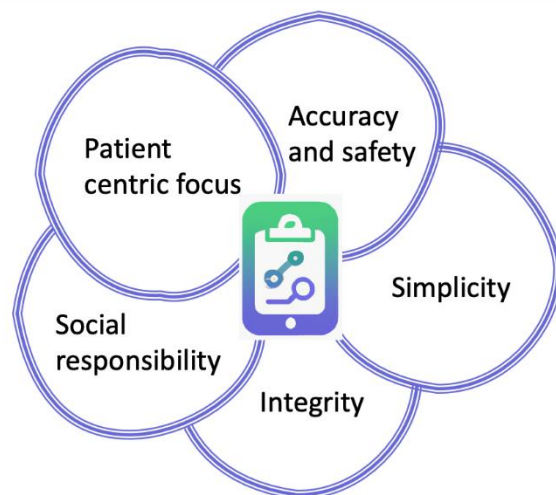 Patient
centric focus
Accuracy
and safety
Simplicity
Integrity
Social
responsibility